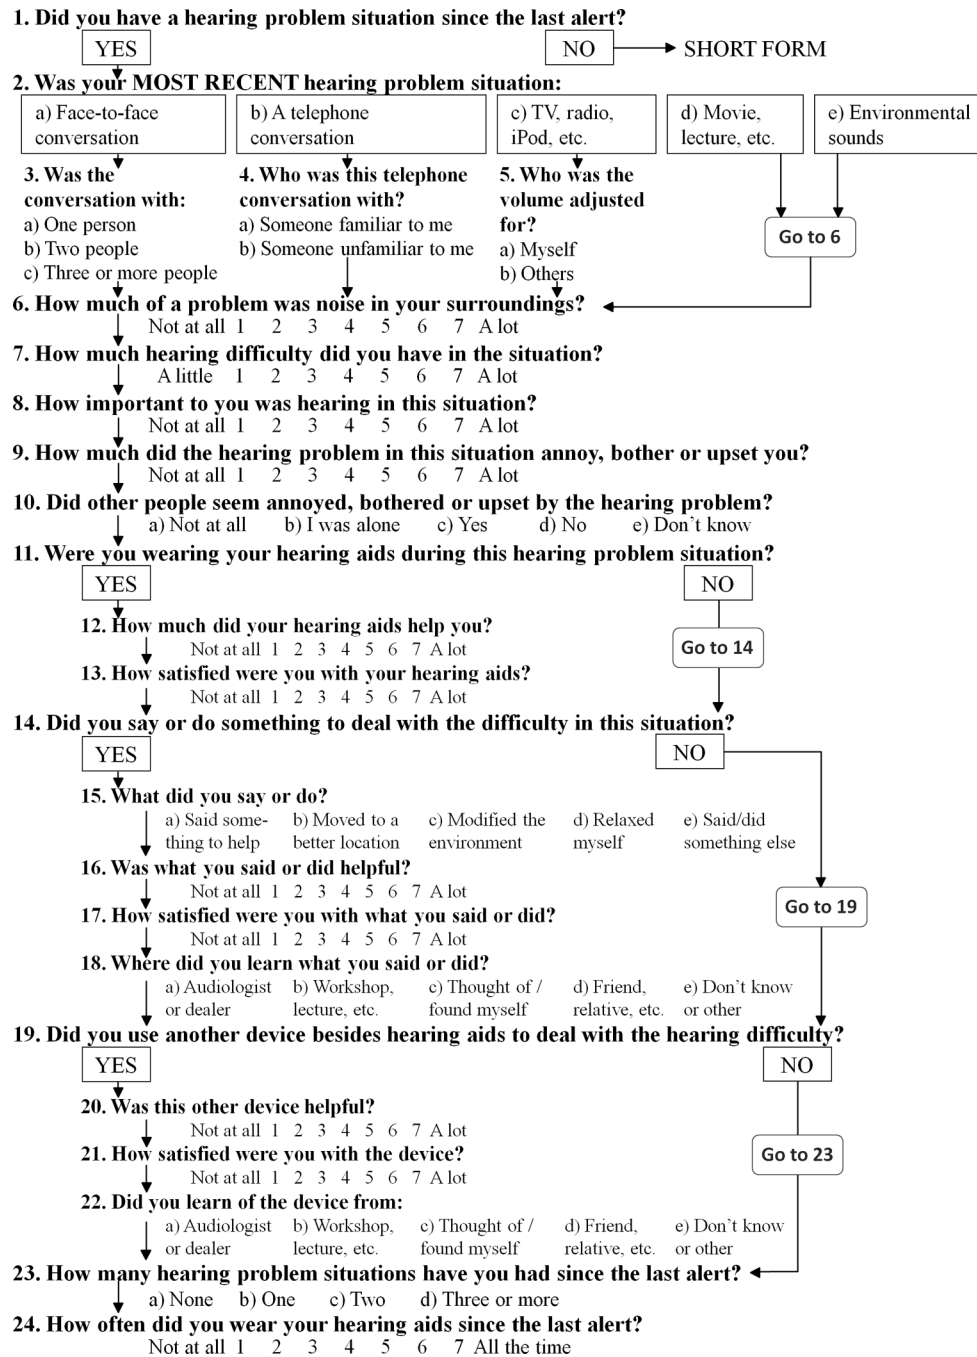 1. Did you have a hearing problem situation since the last alert?
YES
NO
SHORT FORM
2. Was your MOST RECENT hearing problem situation:
a) Face-to-face
conversation
b) A telephone
conversation
c) TV, radio,
iPod, etc.
d) Movie,
lecture, etc.
e) Environmental
sounds
3. Was the
conversation with:
a) One person
b) Two people
c) Three or more people
4. Who was this telephone
conversation with?
a) Someone familiar to me
b) Someone unfamiliar to me
5. Who was the
volume adjusted
for?
a) Myself
b) Others
Go to 6
6. How much of a problem was noise in your surroundings?
Not at all 1 2 3 4 5 6 7 A lot
7. How much hearing difficulty did you have in the situation?
A little 1 2 3 4 5 6 7 A lot
8. How important to you was hearing in this situation?
Not at all 1 2 3 4 5 6 7 A lot
9. How much did the hearing problem in this situation annoy, bother or upset you?
Not at all 1 2 3 4 5 6 7 A lot
10. Did other people seem annoyed, bothered or upset by the hearing problem?
a) Not at all b) I was alone c) Yes d) No e) Don't know
11. Were you wearing your hearing aids during this hearing problem situation?
YES
NO
12. How much did your hearing aids help you?
Not at all 1 2 3 4 5 6 7 A lot
Go to 14
13. How satisfied were you with your hearing aids?
Not at all 1 2 3 4 5 6 7 A lot
14. Did you say or do something to deal with the difficulty in this situation?
YES
NO
15. What did you say or do?
a) Said some-
thing to help
b) Moved to a
better location
c) Modified the
environment
d) Relaxed
myself
e) Said/did
something else
16. Was what you said or did helpful?
Not at all 1 2 3 4 5 6 7 A lot
Go to 19
17. How satisfied were you with what you said or did?
Not at all 1 2 3 4 5 6 7 A lot
18. Where did you learn what you said or did?
a) Audiologist
or dealer
b) Workshop,
lecture, etc.
c) Thought of /
found myself
d) Friend,
relative, etc.
e) Don't know
or other
19. Did you use another device besides hearing aids to deal with the hearing difficulty?
YES
NO
20. Was this other device helpful?
Not at all 1 2 3 4 5 6 7 A lot
21. How satisfied were you with the device?
Not at all 1 2 3 4 5 6 7 A lot
Go to 23
22. Did you learn of the device from:
a) Audiologist
or dealer
b) Workshop,
lecture, etc.
c) Thought of /
found myself
d) Friend,
relative, etc.
e) Don't know
or other
23. How many hearing problem situations have you had since the last alert?
a) None b) One c) Two d) Three or more
24. How often did you wear your hearing aids since the last alert?
Not at all 1 2 3 4 5 6 7 All the time